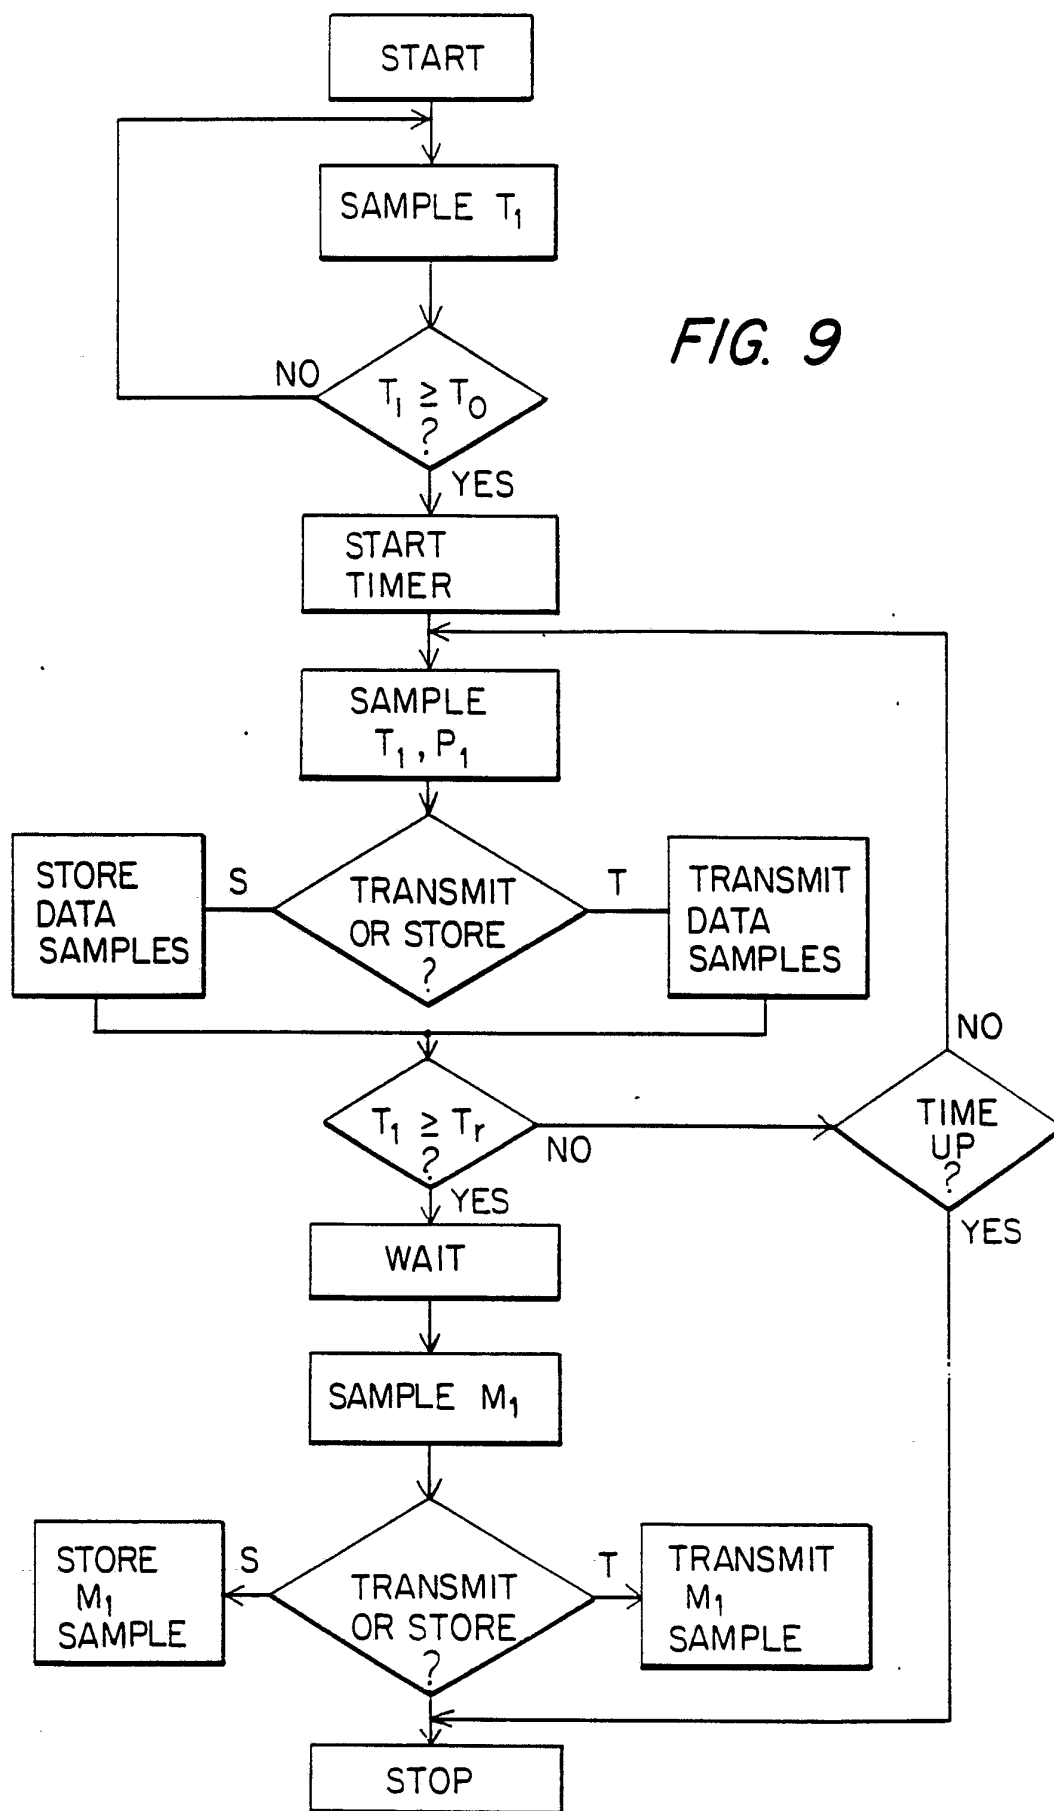 START
SAMPLE T₁
FIG. 9
NO
T₁ ≥ T₀
?
YES
START
TIMER
SAMPLE
T₁, P₁
STORE
DATA
SAMPLES
S
TRANSMIT
OR STORE
?
T
TRANSMIT
DATA
SAMPLES
NO
T₁ ≥ Tᵣ
?
NO
YES
TIME
UP
?
YES
WAIT
SAMPLE M₁
STORE
M₁
SAMPLE
S
TRANSMIT
OR STORE
?
T
TRANSMIT
M₁
SAMPLE
STOP